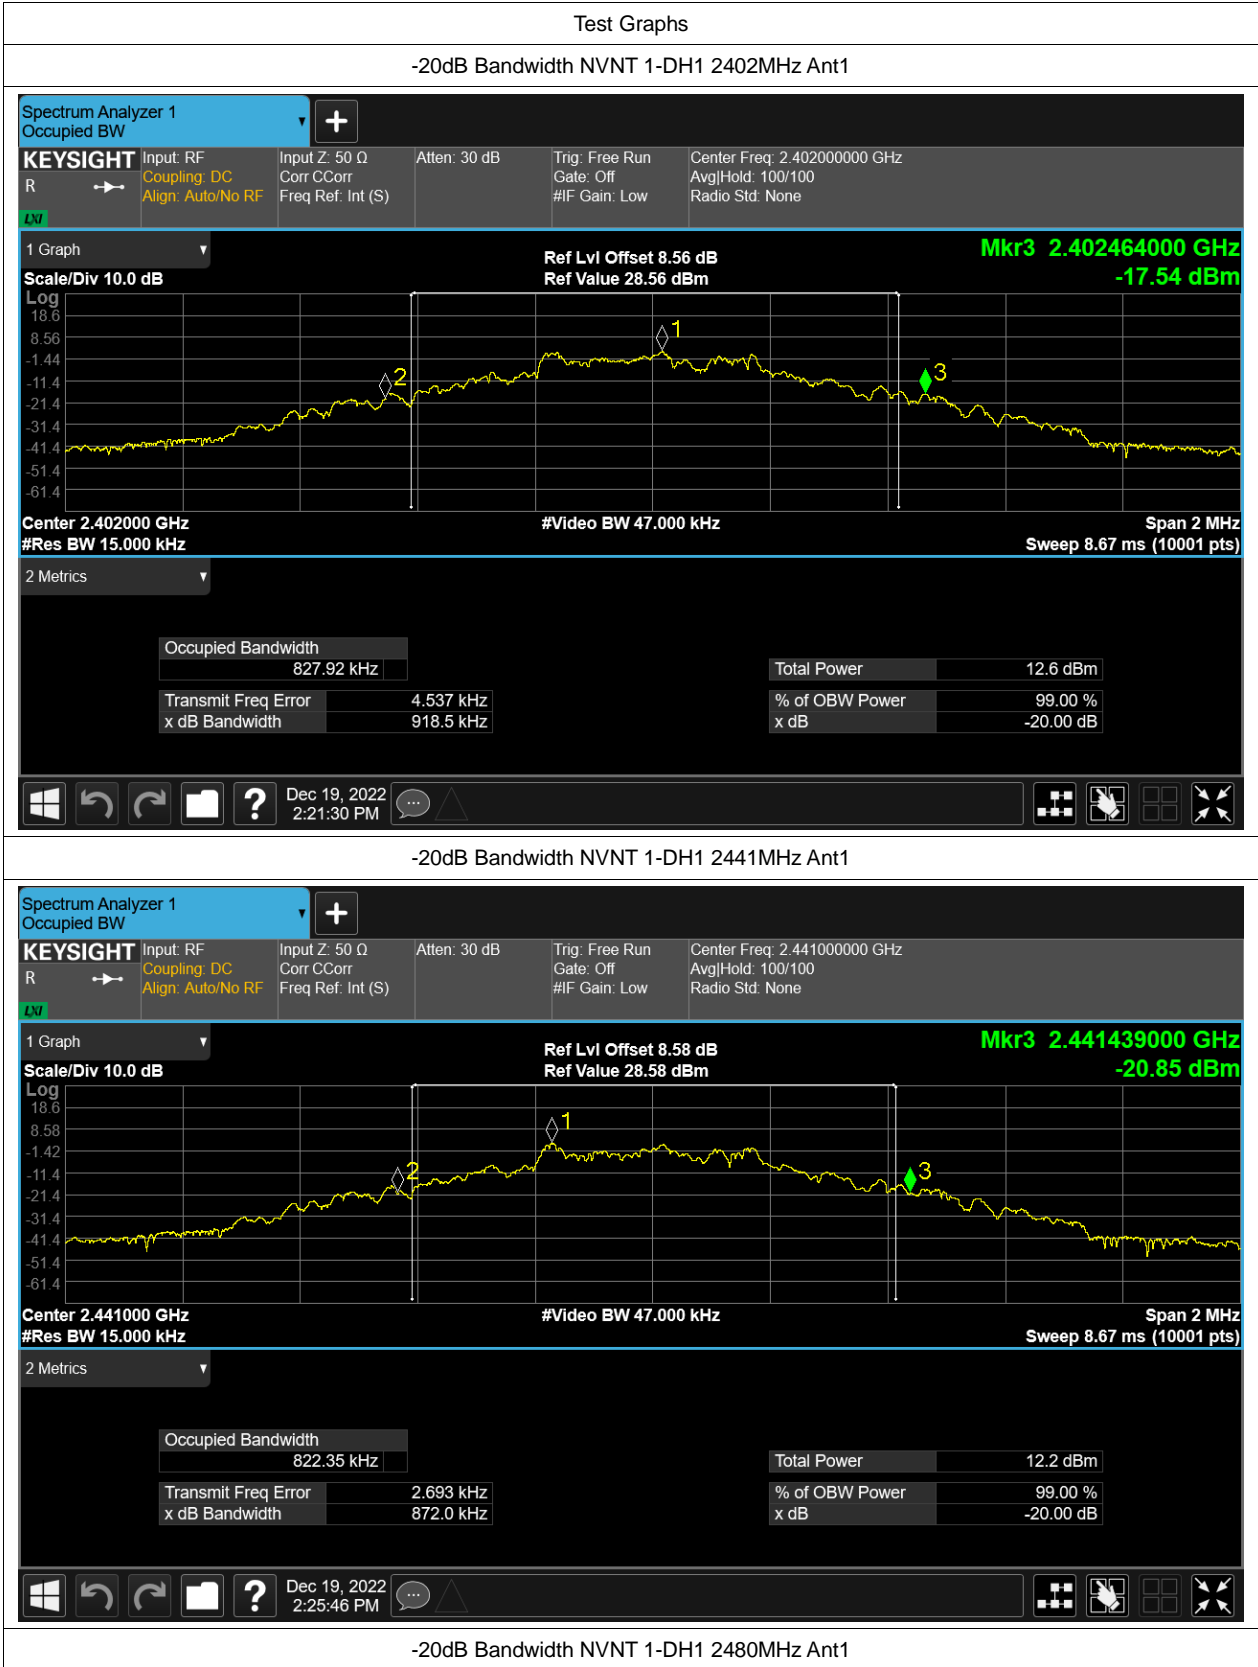 Test Graphs
-20dB Bandwidth NVNT 1-DH1 2402MHz Ant1
Spectrum Analyzer 1
Occupied BW
KEYSIGHT
R
LXI
Input: RF
Coupling: DC
Align: Auto/No RF
Input Z: 50 Ω
Corr CCorr
Freq Ref: Int (S)
Atten: 30 dB
Trig: Free Run
Gate: Off
#IF Gain: Low
Center Freq: 2.402000000 GHz
Avg|Hold: 100/100
Radio Std: None
1 Graph
Scale/Div 10.0 dB
Ref Lvl Offset 8.56 dB
Ref Value 28.56 dBm
Mkr3 2.402464000 GHz
-17.54 dBm
Log
18.6
8.56
-1.44
-11.4
-21.4
-31.4
-41.4
-51.4
-61.4
1
2
3
Center 2.402000 GHz
#Res BW 15.000 kHz
#Video BW 47.000 kHz
Span 2 MHz
Sweep 8.67 ms (10001 pts)
2 Metrics
Occupied Bandwidth
827.92 kHz
Transmit Freq Error 4.537 kHz
x dB Bandwidth 918.5 kHz
Total Power 12.6 dBm
% of OBW Power 99.00 %
x dB -20.00 dB
Dec 19, 2022
2:21:30 PM
-20dB Bandwidth NVNT 1-DH1 2441MHz Ant1
Spectrum Analyzer 1
Occupied BW
KEYSIGHT
R
LXI
Input: RF
Coupling: DC
Align: Auto/No RF
Input Z: 50 Ω
Corr CCorr
Freq Ref: Int (S)
Atten: 30 dB
Trig: Free Run
Gate: Off
#IF Gain: Low
Center Freq: 2.441000000 GHz
Avg|Hold: 100/100
Radio Std: None
1 Graph
Scale/Div 10.0 dB
Ref Lvl Offset 8.58 dB
Ref Value 28.58 dBm
Mkr3 2.441439000 GHz
-20.85 dBm
Log
18.6
8.58
-1.42
-11.4
-21.4
-31.4
-41.4
-51.4
-61.4
1
2
3
Center 2.441000 GHz
#Res BW 15.000 kHz
#Video BW 47.000 kHz
Span 2 MHz
Sweep 8.67 ms (10001 pts)
2 Metrics
Occupied Bandwidth
822.35 kHz
Transmit Freq Error 2.693 kHz
x dB Bandwidth 872.0 kHz
Total Power 12.2 dBm
% of OBW Power 99.00 %
x dB -20.00 dB
Dec 19, 2022
2:25:46 PM
-20dB Bandwidth NVNT 1-DH1 2480MHz Ant1